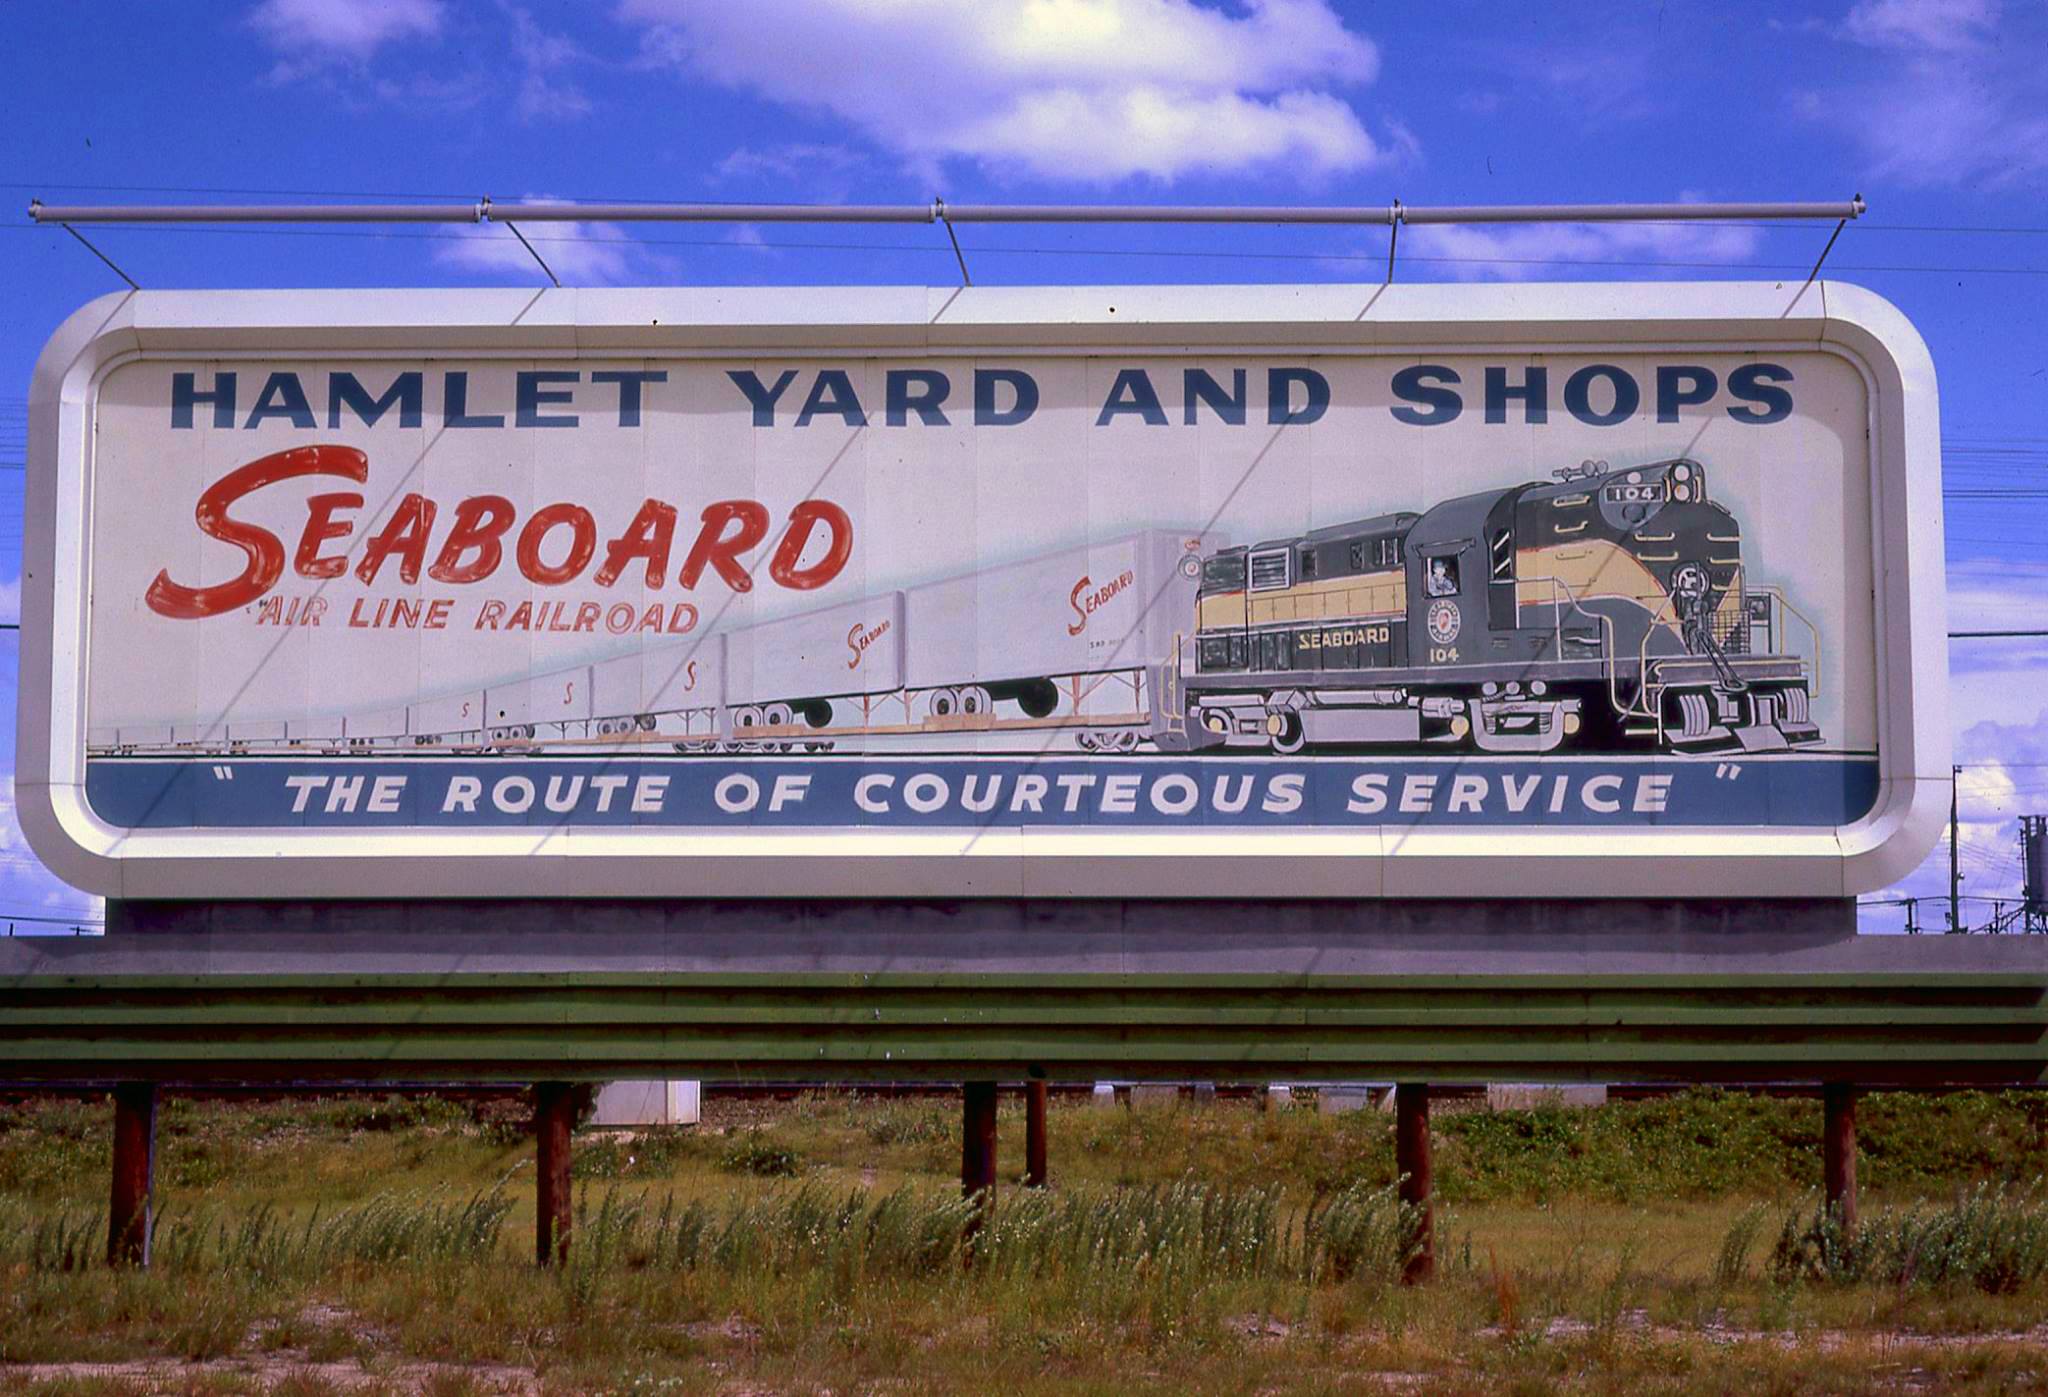 HAMLET YARD AND SHOPS
SEABOARD
"AIR LINE RAILROAD
S
S
S
SEABOARD
SEABOARD
104
SEABOARD
104
" THE ROUTE OF COURTEOUS SERVICE "